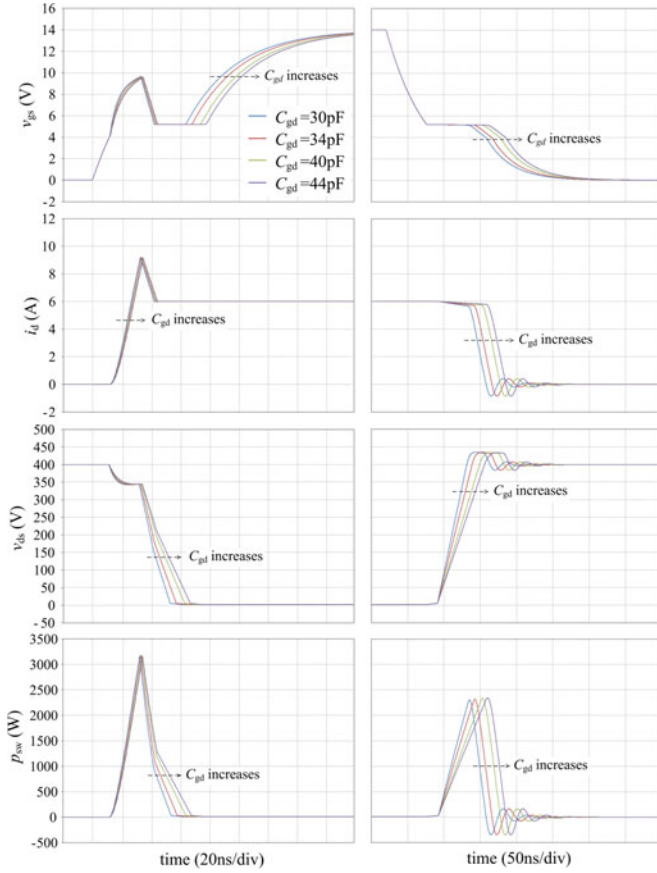 16
14
12
10
8
6
4
2
0
-2
vgs (V)
Cgd increases
Cgd =30pF
Cgd =34pF
Cgd =40pF
Cgd =44pF
Cgd increases
12
10
8
6
4
2
0
-2
id (A)
Cgd increases
Cgd increases
500
450
400
350
300
250
200
150
100
50
0
-50
vds (V)
Cgd increases
Cgd increases
3500
3000
2500
2000
1500
1000
500
0
-500
psw (W)
Cgd increases
Cgd increases
time (20ns/div)
time (50ns/div)